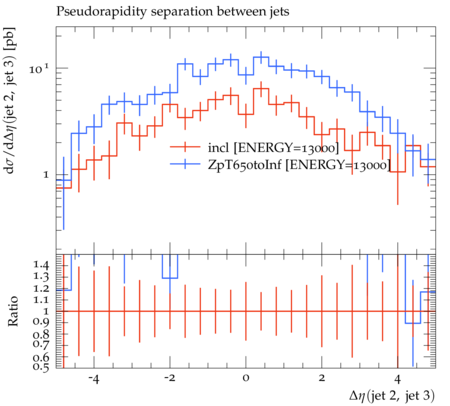 Pseudorapidity separation between jets
dσ/dΔη(jet 2, jet 3) [pb]
10¹
1
incl [ENERGY=13000]
ZpT650toInf [ENERGY=13000]
Ratio
1.4
1.3
1.2
1.1
1
0.9
0.8
0.7
0.6
0.5
-4 -2 0 2 4
Δη(jet 2, jet 3)